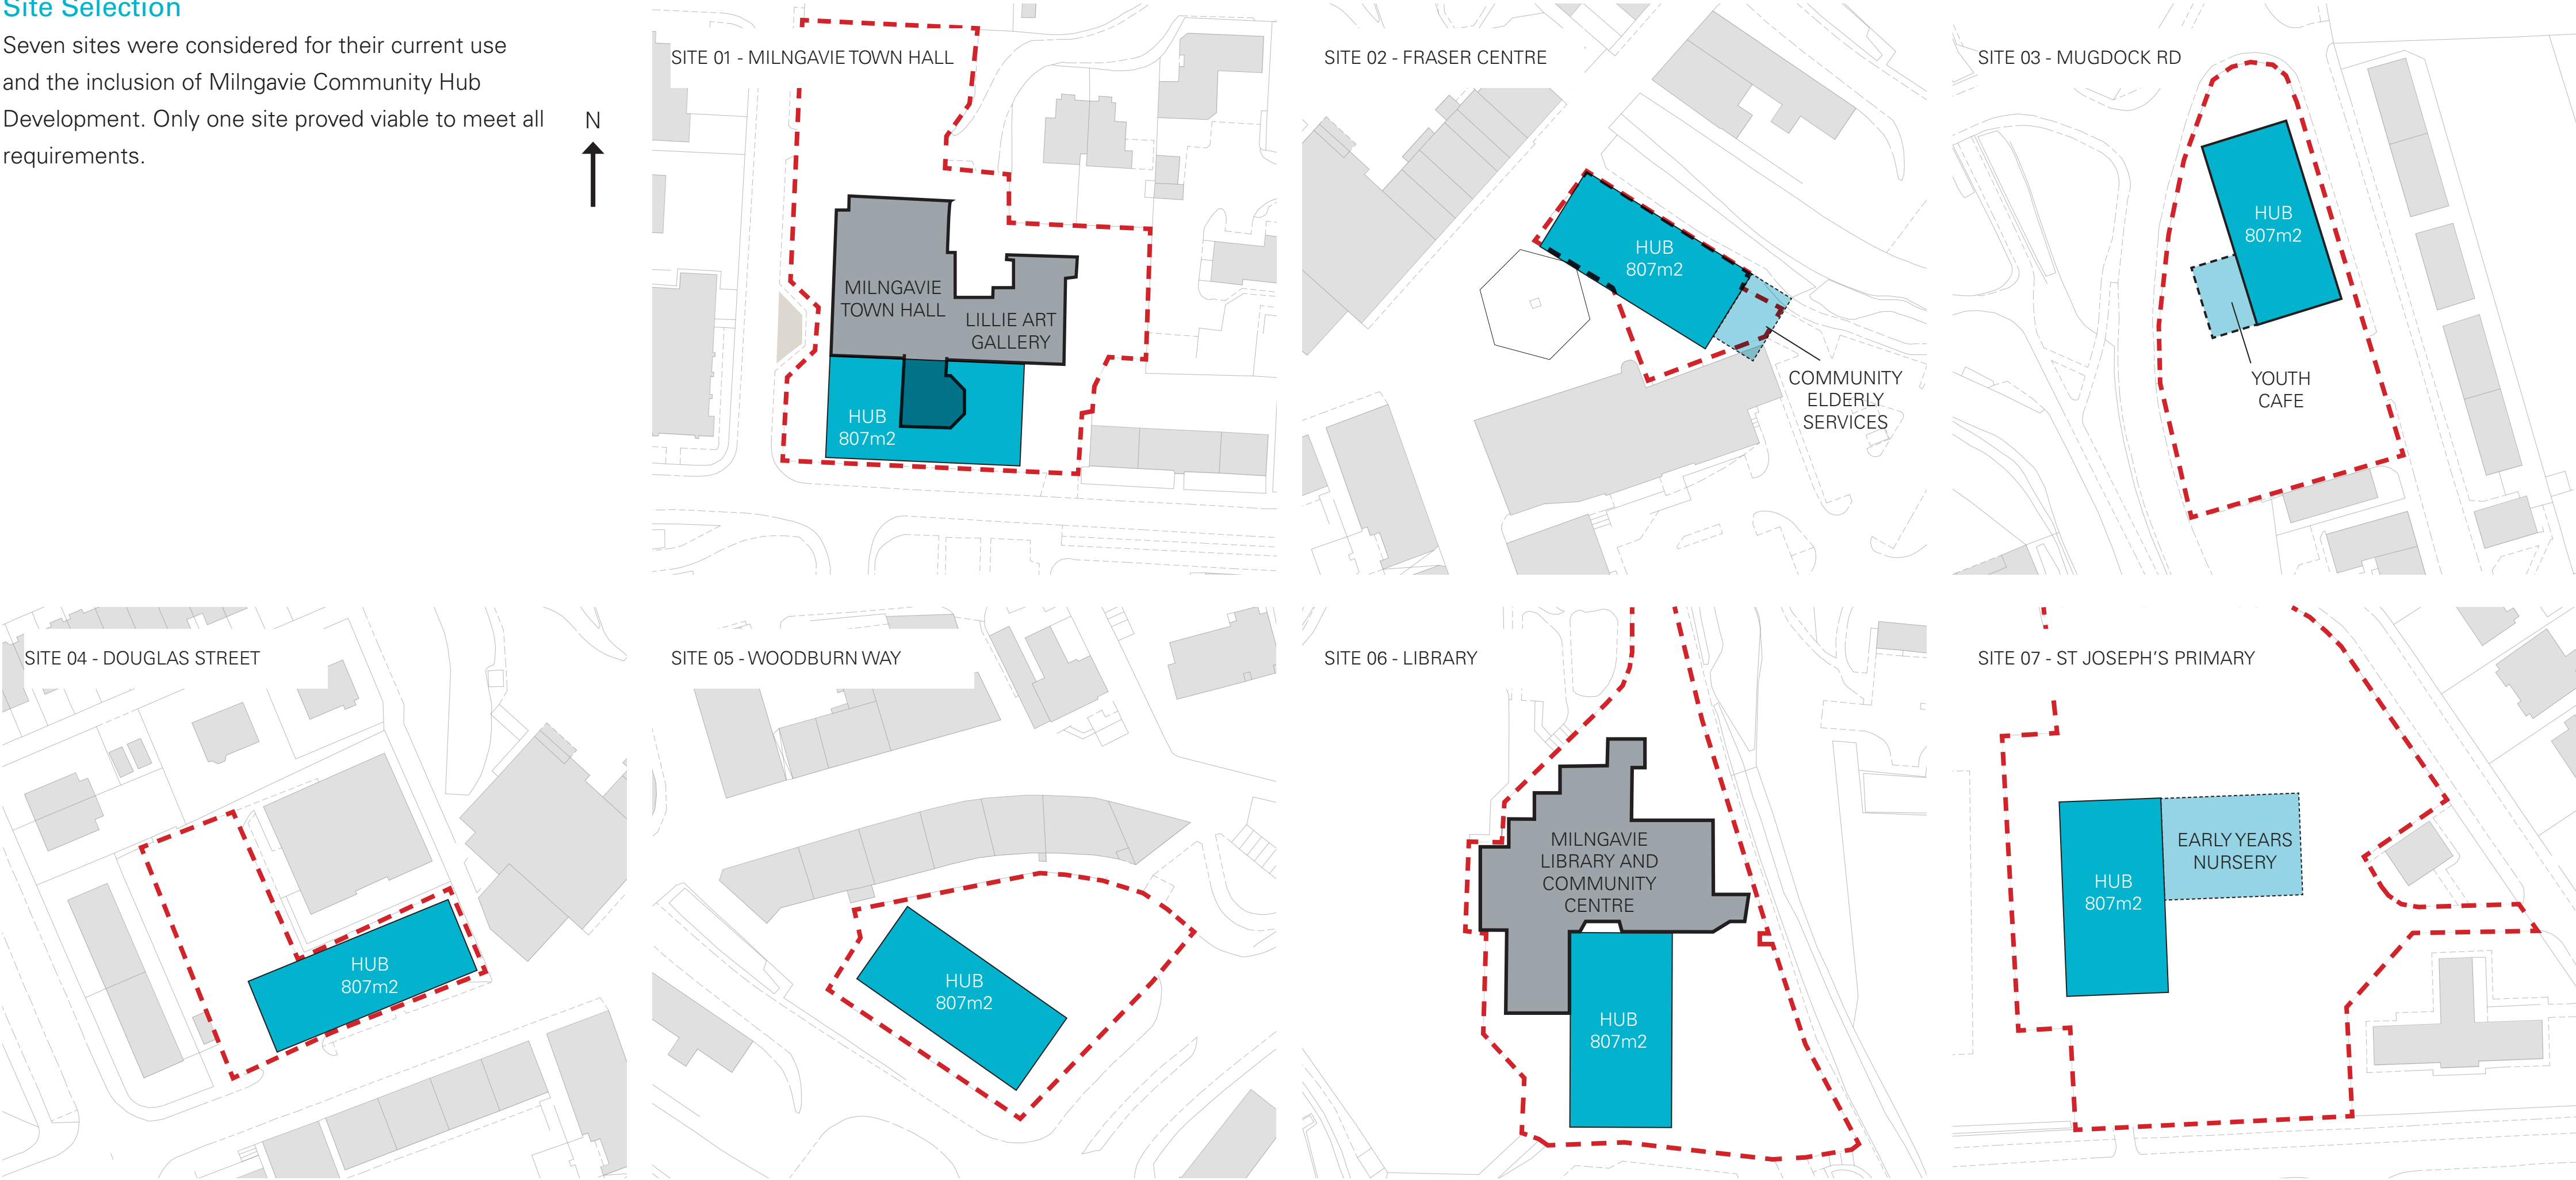 Site Selection
Seven sites were considered for their current use
and the inclusion of Milngavie Community Hub
Development. Only one site proved viable to meet all
requirements.
N
SITE 01 - MILNGAVIE TOWN HALL
MILNGAVIE
TOWN HALL
LILLIE ART
GALLERY
HUB
807m2
SITE 02 - FRASER CENTRE
HUB
807m2
COMMUNITY
ELDERLY
SERVICES
SITE 03 - MUGDOCK RD
HUB
807m2
YOUTH
CAFE
SITE 04 - DOUGLAS STREET
HUB
807m2
SITE 05 - WOODBURN WAY
HUB
807m2
SITE 06 - LIBRARY
MILNGAVIE
LIBRARY AND
COMMUNITY
CENTRE
HUB
807m2
SITE 07 - ST JOSEPH'S PRIMARY
EARLY YEARS
NURSERY
HUB
807m2